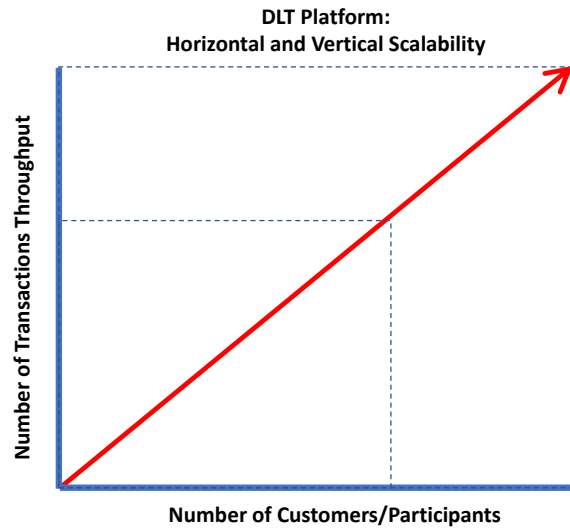 DLT Platform:
Horizontal and Vertical Scalability
Number of Transactions Throughput
Number of Customers/Participants